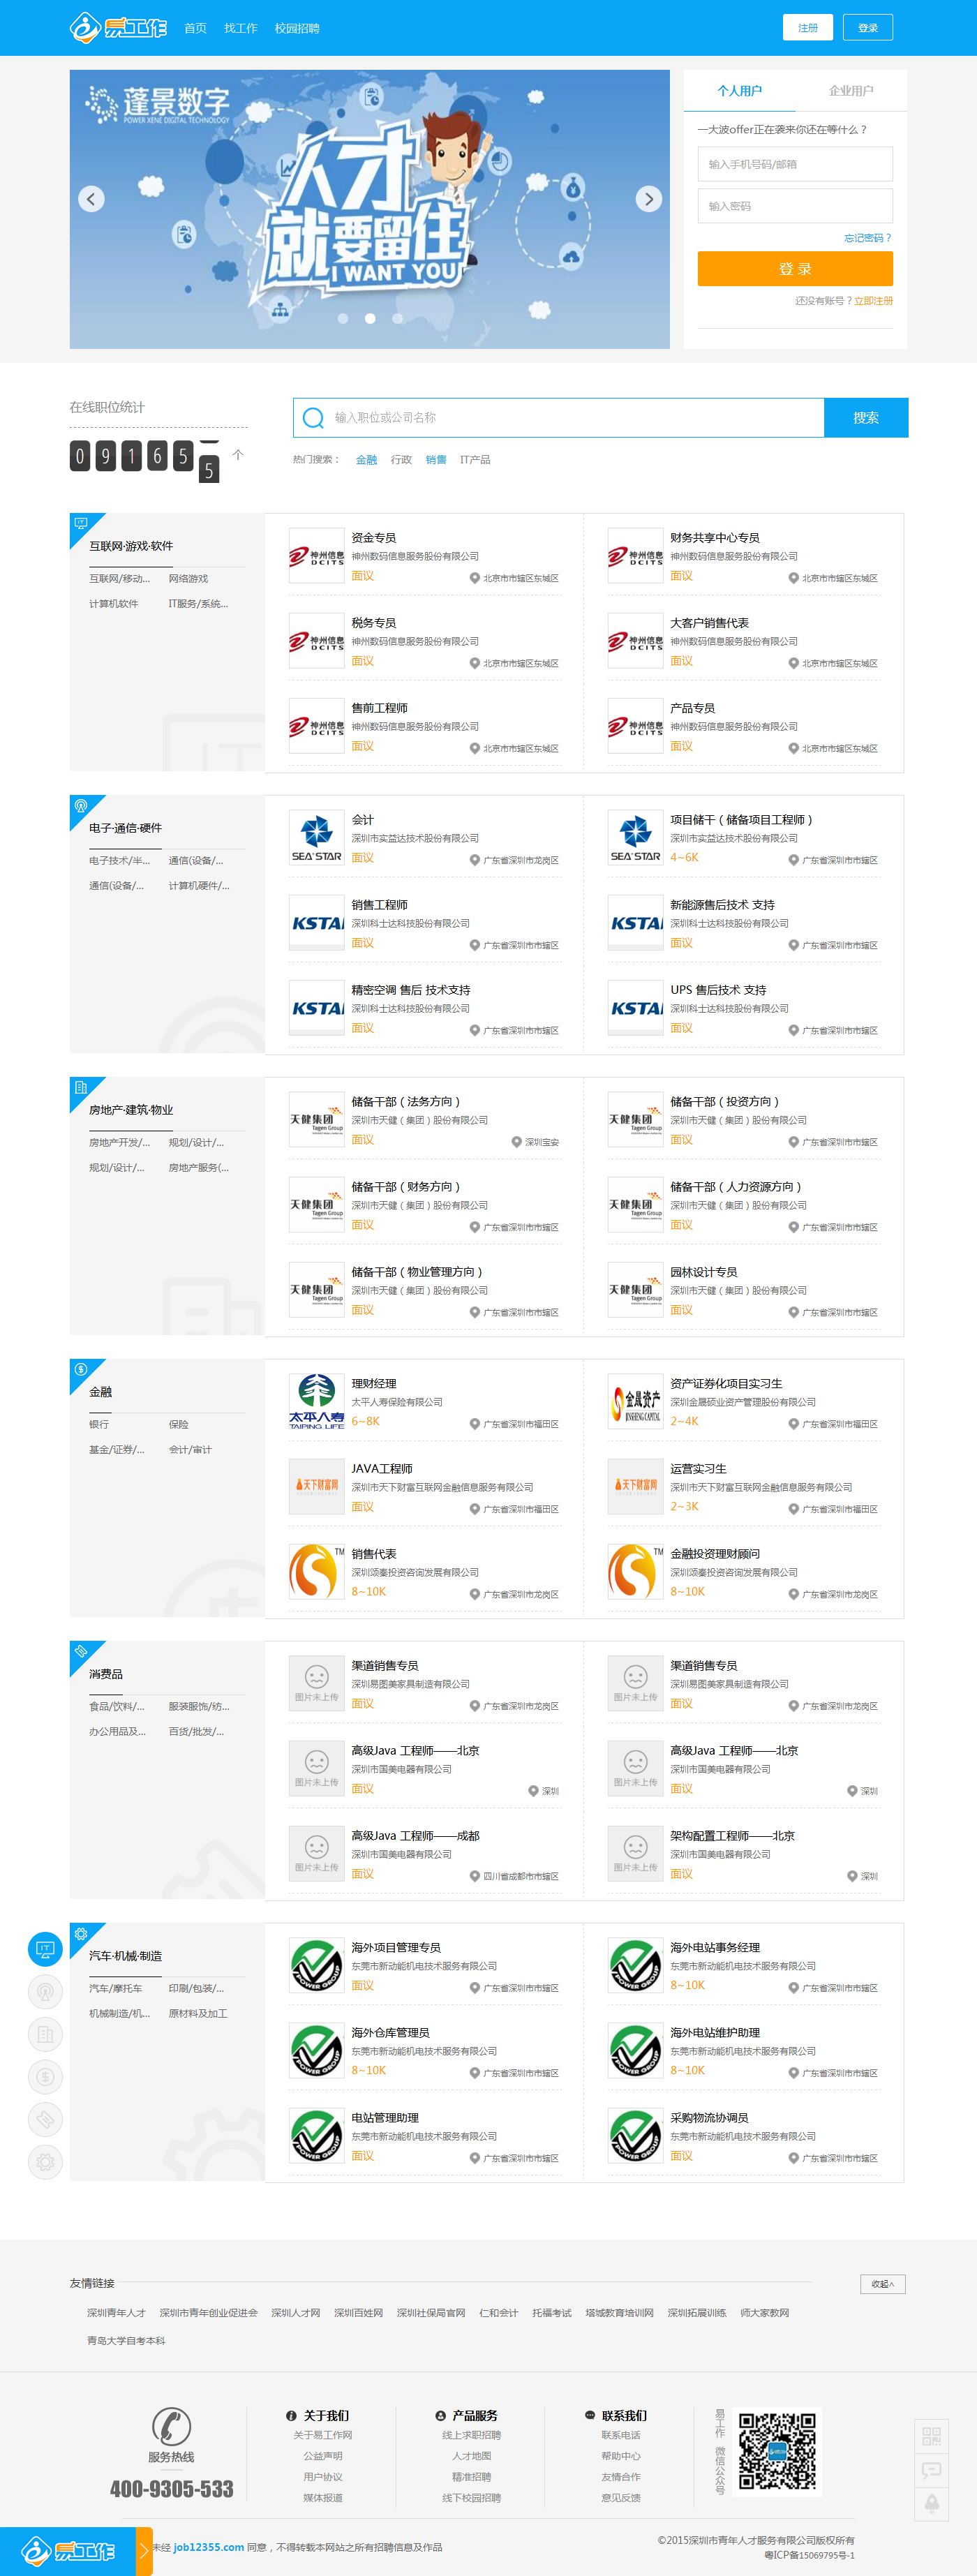 易工作 首页 找工作 校园招聘 注册 登录
蓬景数字
POWER XENE DIGITAL TECHNOLOGY
人才
就要留住
I WANT YOU
个人用户 企业用户
一大波offer正在袭来你还在等什么？
输入手机号码/邮箱
输入密码
忘记密码？
登 录
还没有账号？立即注册
在线职位统计
0 9 1 6 5 5 个
输入职位或公司名称 搜索
热门搜索： 金融 行政 销售 IT产品
互联网·游戏·软件
互联网/移动... 网络游戏
计算机软件 IT服务/系统...
资金专员
神州数码信息服务股份有限公司
面议 北京市市辖区东城区
财务共享中心专员
神州数码信息服务股份有限公司
面议 北京市市辖区东城区
税务专员
神州数码信息服务股份有限公司
面议 北京市市辖区东城区
大客户销售代表
神州数码信息服务股份有限公司
面议 北京市市辖区东城区
售前工程师
神州数码信息服务股份有限公司
面议 北京市市辖区东城区
产品专员
神州数码信息服务股份有限公司
面议 北京市市辖区东城区
电子·通信·硬件
电子技术/半... 通信(设备/...
通信(设备/... 计算机硬件/...
会计
深圳市实益达技术股份有限公司
面议 广东省深圳市龙岗区
项目储干（储备项目工程师）
深圳市实益达技术股份有限公司
4~6K 广东省深圳市市辖区
销售工程师
深圳科士达科技股份有限公司
面议 广东省深圳市市辖区
新能源售后技术 支持
深圳科士达科技股份有限公司
面议 广东省深圳市市辖区
精密空调 售后 技术支持
深圳科士达科技股份有限公司
面议 广东省深圳市市辖区
UPS 售后技术 支持
深圳科士达科技股份有限公司
面议 广东省深圳市市辖区
房地产·建筑·物业
房地产开发/... 规划/设计/...
规划/设计/... 房地产服务(...
储备干部（法务方向）
深圳市天健（集团）股份有限公司
面议 深圳宝安
储备干部（投资方向）
深圳市天健（集团）股份有限公司
面议 广东省深圳市市辖区
储备干部（财务方向）
深圳市天健（集团）股份有限公司
面议 广东省深圳市市辖区
储备干部（人力资源方向）
深圳市天健（集团）股份有限公司
面议 广东省深圳市市辖区
储备干部（物业管理方向）
深圳市天健（集团）股份有限公司
面议 广东省深圳市市辖区
园林设计专员
深圳市天健（集团）股份有限公司
面议 广东省深圳市市辖区
金融
银行 保险
基金/证券/... 会计/审计
理财经理
太平人寿保险有限公司
6~8K 广东省深圳市福田区
资产证券化项目实习生
深圳金晟硕业资产管理股份有限公司
2~4K 广东省深圳市福田区
JAVA工程师
深圳市天下财富互联网金融信息服务有限公司
面议 广东省深圳市福田区
运营实习生
深圳市天下财富互联网金融信息服务有限公司
2~3K 广东省深圳市福田区
销售代表
深圳颂秦投资咨询发展有限公司
8~10K 广东省深圳市龙岗区
金融投资理财顾问
深圳颂秦投资咨询发展有限公司
8~10K 广东省深圳市龙岗区
消费品
食品/饮料/... 服装服饰/纺...
办公用品及... 百货/批发/...
渠道销售专员
深圳易图美家具制造有限公司
面议 广东省深圳市龙岗区
渠道销售专员
深圳易图美家具制造有限公司
面议 广东省深圳市龙岗区
高级Java 工程师——北京
深圳市国美电器有限公司
面议 深圳
高级Java 工程师——北京
深圳市国美电器有限公司
面议 深圳
高级Java 工程师——成都
深圳市国美电器有限公司
面议 四川省成都市市辖区
架构配置工程师——北京
深圳市国美电器有限公司
面议 深圳
汽车·机械·制造
汽车/摩托车 印刷/包装/...
机械制造/机... 原材料及加工
海外项目管理专员
东莞市新动能机电技术服务有限公司
面议 广东省深圳市市辖区
海外电站事务经理
东莞市新动能机电技术服务有限公司
8~10K 广东省深圳市市辖区
海外仓库管理员
东莞市新动能机电技术服务有限公司
8~10K 广东省深圳市市辖区
海外电站维护助理
东莞市新动能机电技术服务有限公司
8~10K 广东省深圳市市辖区
电站管理助理
东莞市新动能机电技术服务有限公司
面议 广东省深圳市市辖区
采购物流协调员
东莞市新动能机电技术服务有限公司
面议 广东省深圳市市辖区
友情链接 收起∧
深圳青年人才 深圳市青年创业促进会 深圳人才网 深圳百姓网 深圳社保局官网 仁和会计 托福考试 塔城教育培训网 深圳拓展训练 师大家教网
青岛大学自考本科
服务热线
400-9305-533
关于我们
关于易工作网
公益声明
用户协议
媒体报道
产品服务
线上求职招聘
人才地图
精准招聘
线下校园招聘
联系我们
联系电话
帮助中心
友情合作
意见反馈
易工作 微信公众号
易工作
未经 job12355.com 同意，不得转载本网站之所有招聘信息及作品
©2015深圳市青年人才服务有限公司版权所有
粤ICP备15069795号-1